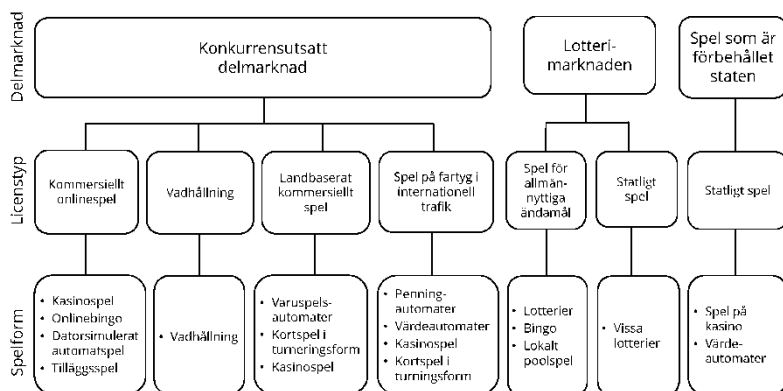 Delmarknad
Konkurrensutsatt
delmarknad
Lotteri-
marknaden
Spel som är
förbehållet
staten
Licenstyp
Kommersiellt
onlinespel
Vadhållning
Landbaserat
kommersiellt
spel
Spel på fartyg i
internationell
trafik
Spel för
allmän-
nyttiga
ändamål
Statligt
spel
Statligt spel
Spelform
• Kasinospel
• Onlinebingo
• Datorsimulerat
automatspel
• Tilläggsspel
• Vadhållning
• Varuspels-
automater
• Kortspel i
turneringsform
• Kasinospel
• Penning-
automater
• Värdeautomater
• Kasinospel
• Kortspel i
turningsform
• Lotterier
• Bingo
• Lokalt
poolspel
• Vissa
lotterier
• Spel på
kasino
• Värde-
automater